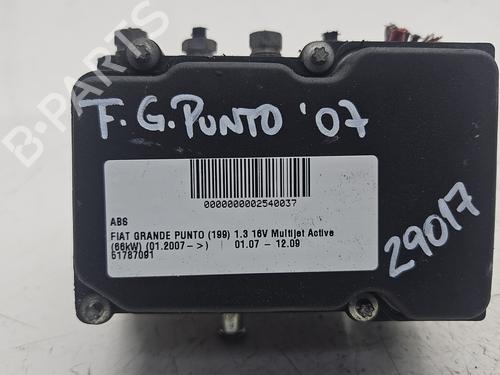 B-PARTS
F. G. PUNTO '07
0000000002540037
ABS
FIAT GRANDE PUNTO (199) 1.3 16V Multijet Active
(66kW) (01.2007- >) 01.07 - 12.09
51787091
29017